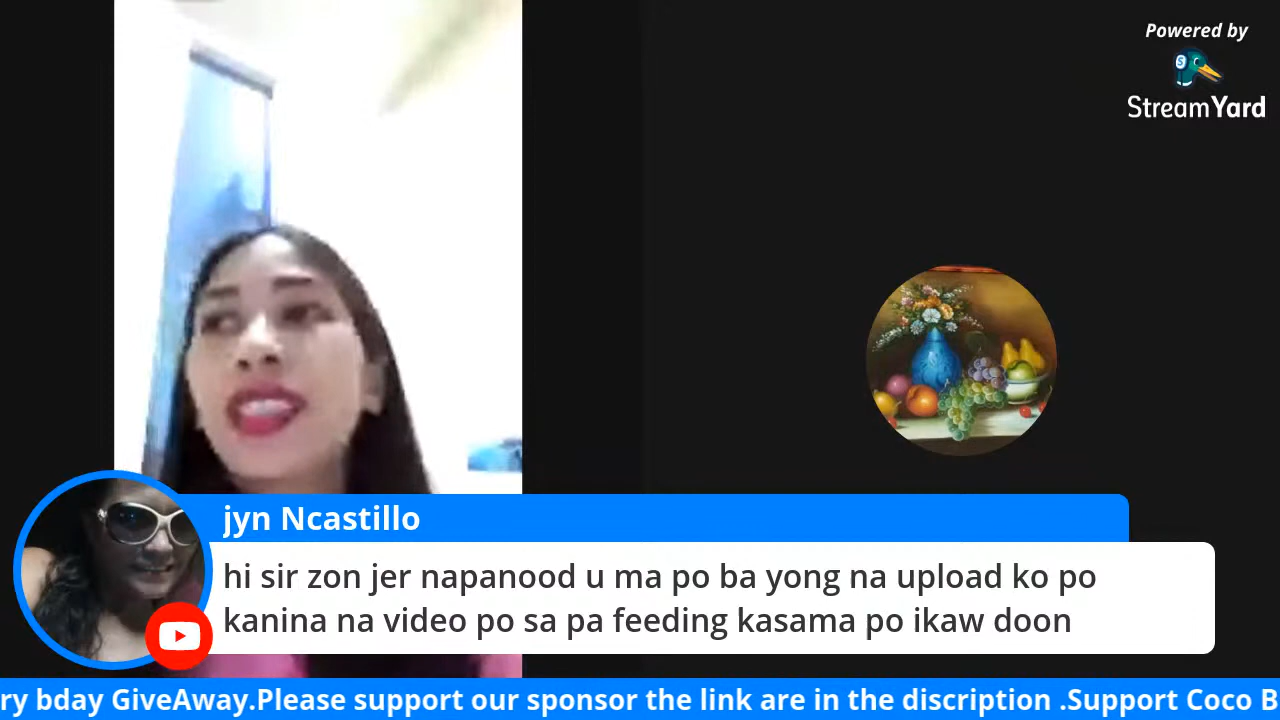 Powered by
StreamYard
jyn Ncastillo
hi sir zon jer napanood u ma po ba yong na upload ko po
kanina na video po sa pa feeding kasama po ikaw doon
ry bday GiveAway.Please support our sponsor the link are in the discription .Support Coco B